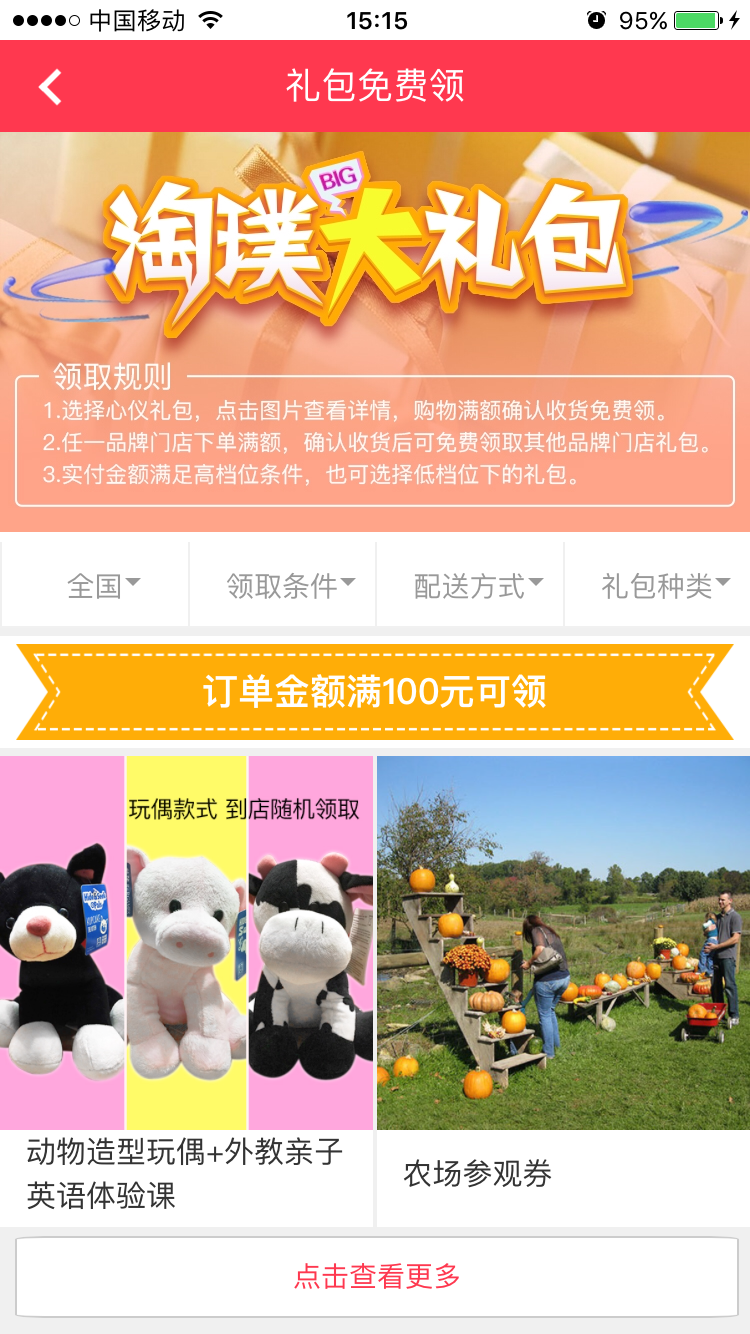 中国移动
15:15
95%
礼包免费领
BIG
淘璞大礼包
领取规则
1.选择心仪礼包，点击图片查看详情，购物满额确认收货免费领。
2.任一品牌门店下单满额，确认收货后可免费领取其他品牌门店礼包。
3.实付金额满足高档位条件，也可选择低档位下的礼包。
全国
领取条件
配送方式
礼包种类
订单金额满100元可领
玩偶款式 到店随机领取
动物造型玩偶+外教亲子
英语体验课
农场参观券
点击查看更多